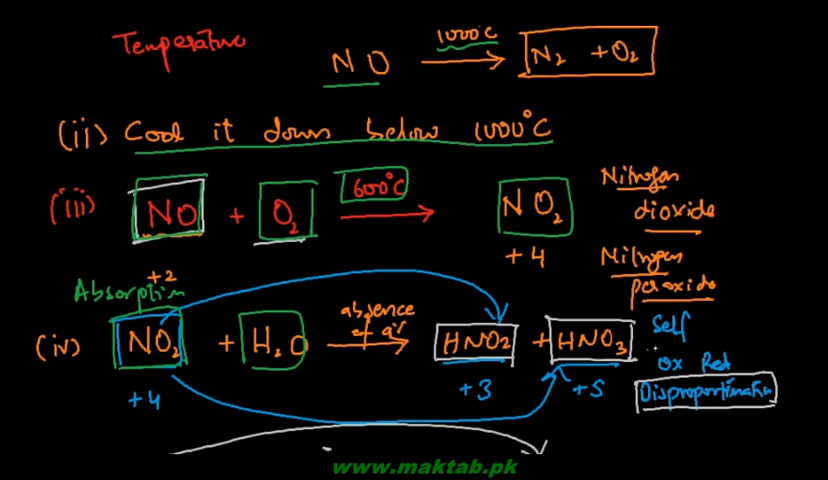 Temperature
NO 1000°C → N2 + O2
(ii) Cool it down below 1000°C
(iii) NO + O2 600°C → NO2
Nitrogen
dioxide
+2 +4
Nitrogen
peroxide
Absorption
(iv) NO2 + H2O absence of air → HNO2 + HNO3
+4 +3 +5
Self
Ox Red
Disproportination
www.maktab.pk